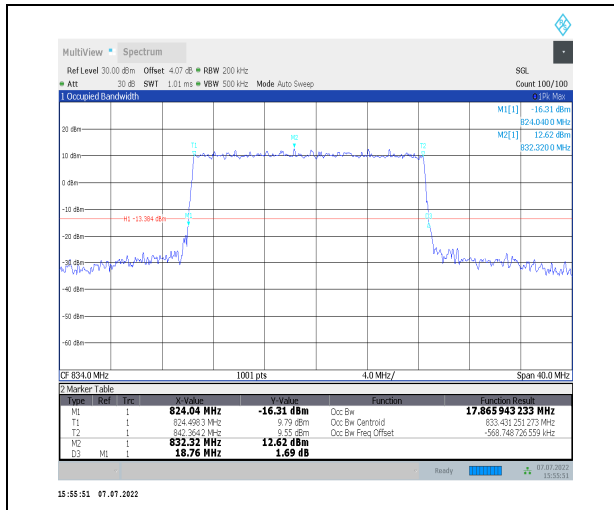 MultiView Spectrum
Ref Level 30.00 dBm Offset 4.07 dB RBW 200 kHz SGL
Att 30 dB SWT 1.01 ms VBW 500 kHz Mode Auto Sweep Count 100/100
1 Occupied Bandwidth 1Pk Max
M1[1] -16.31 dBm
824.0400 MHz
M2[1] 12.62 dBm
832.3200 MHz
20 dBm
M2
T1 T2
10 dBm
0 dBm
-10 dBm
M1 D3
H1 -13.384 dBm
-20 dBm
-30 dBm
-40 dBm
-50 dBm
-60 dBm
CF 834.0 MHz 1001 pts 4.0 MHz/ Span 40.0 MHz
2 Marker Table
Type Ref Trc X-Value Y-Value Function Function Result
M1 1 824.04 MHz -16.31 dBm Occ Bw 17.865 943 233 MHz
T1 1 824.4983 MHz 9.79 dBm Occ Bw Centroid 833.431 251 273 MHz
T2 1 842.3642 MHz 9.55 dBm Occ Bw Freq Offset -568.748 726 559 kHz
M2 1 832.32 MHz 12.62 dBm
D3 M1 1 18.76 MHz 1.69 dB
Ready 07.07.2022
15:55:51
15:55:51 07.07.2022